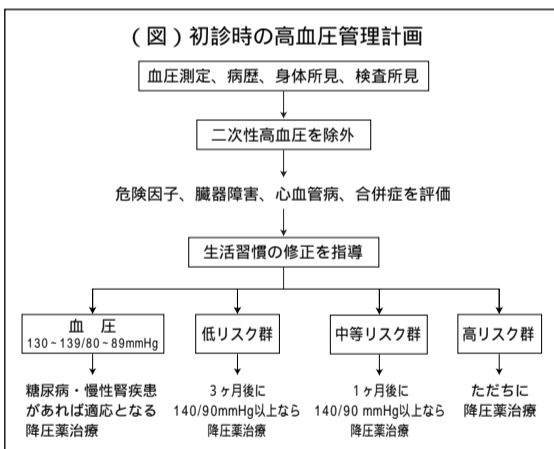 (図)初診時の高血圧管理計画
血圧測定、病歴、身体所見、検査所見
二次性高血圧を除外
危険因子、臓器障害、心血管病、合併症を評価
生活習慣の修正を指導
血 圧
130~139/80~89mmHg
低リスク群
中等リスク群
高リスク群
糖尿病・慢性腎疾患
があれば適応となる
降圧薬治療
3ヶ月後に
140/90mmHg以上なら
降圧薬治療
1ヶ月後に
140/90 mmHg以上なら
降圧薬治療
ただちに
降圧薬治療